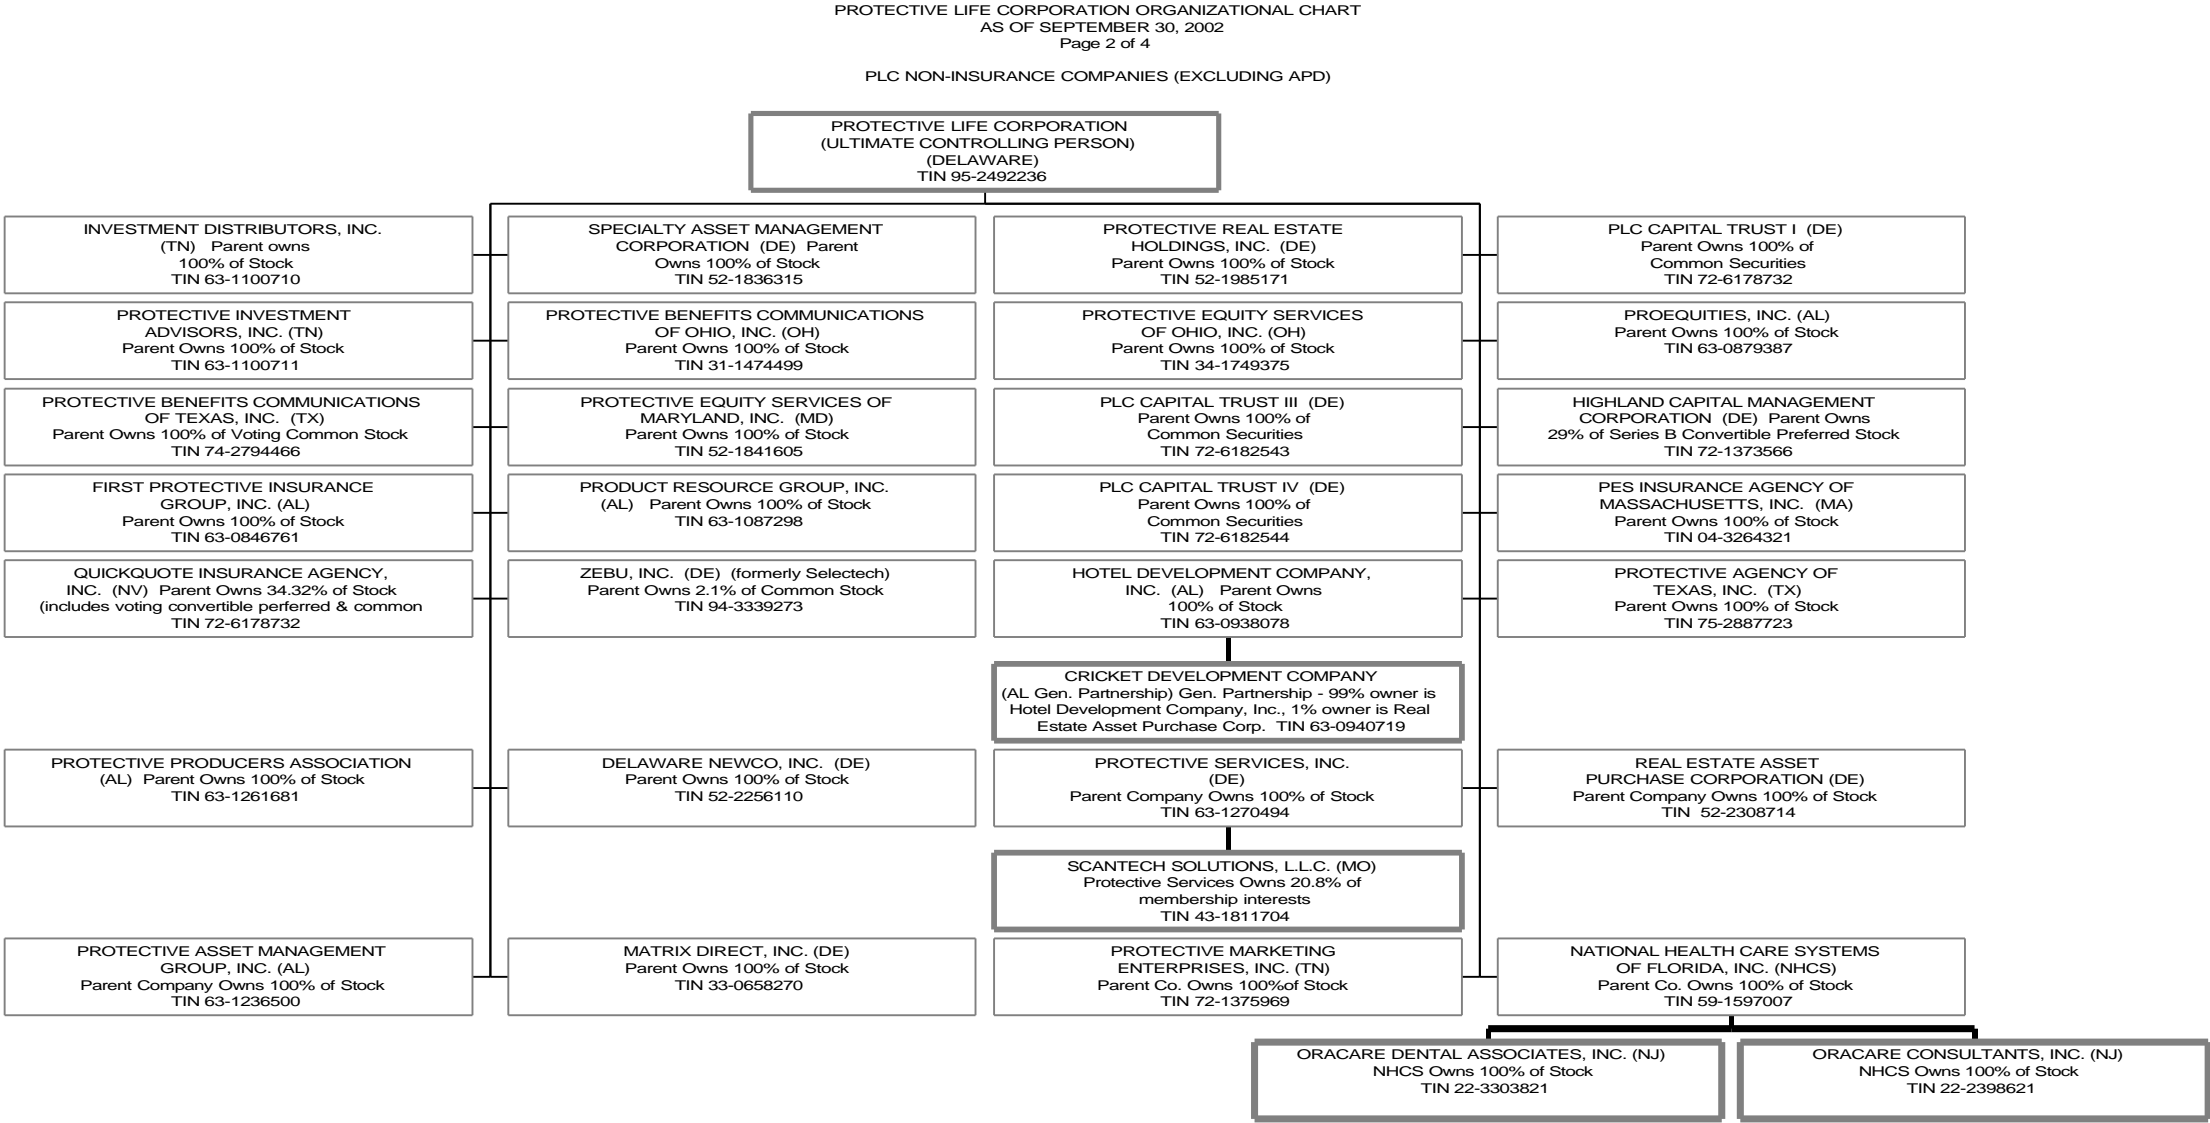 PROTECTIVE LIFE CORPORATION ORGANIZATIONAL CHART
AS OF SEPTEMBER 30, 2002
Page 2 of 4
PLC NON-INSURANCE COMPANIES (EXCLUDING APD)
PROTECTIVE LIFE CORPORATION
(ULTIMATE CONTROLLING PERSON)
(DELAWARE)
TIN 95-2492236
INVESTMENT DISTRIBUTORS, INC.
(TN) Parent owns
100% of Stock
TIN 63-1100710
SPECIALTY ASSET MANAGEMENT
CORPORATION (DE) Parent
Owns 100% of Stock
TIN 52-1836315
PROTECTIVE REAL ESTATE
HOLDINGS, INC. (DE)
Parent Owns 100% of Stock
TIN 52-1985171
PLC CAPITAL TRUST I (DE)
Parent Owns 100% of
Common Securities
TIN 72-6178732
PROTECTIVE INVESTMENT
ADVISORS, INC. (TN)
Parent Owns 100% of Stock
TIN 63-1100711
PROTECTIVE BENEFITS COMMUNICATIONS
OF OHIO, INC. (OH)
Parent Owns 100% of Stock
TIN 31-1474499
PROTECTIVE EQUITY SERVICES
OF OHIO, INC. (OH)
Parent Owns 100% of Stock
TIN 34-1749375
PROEQUITIES, INC. (AL)
Parent Owns 100% of Stock
TIN 63-0879387
PROTECTIVE BENEFITS COMMUNICATIONS
OF TEXAS, INC. (TX)
Parent Owns 100% of Voting Common Stock
TIN 74-2794466
PROTECTIVE EQUITY SERVICES OF
MARYLAND, INC. (MD)
Parent Owns 100% of Stock
TIN 52-1841605
PLC CAPITAL TRUST III (DE)
Parent Owns 100% of
Common Securities
TIN 72-6182543
HIGHLAND CAPITAL MANAGEMENT
CORPORATION (DE) Parent Owns
29% of Series B Convertible Preferred Stock
TIN 72-1373566
FIRST PROTECTIVE INSURANCE
GROUP, INC. (AL)
Parent Owns 100% of Stock
TIN 63-0846761
PRODUCT RESOURCE GROUP, INC.
(AL) Parent Owns 100% of Stock
TIN 63-1087298
PLC CAPITAL TRUST IV (DE)
Parent Owns 100% of
Common Securities
TIN 72-6182544
PES INSURANCE AGENCY OF
MASSACHUSETTS, INC. (MA)
Parent Owns 100% of Stock
TIN 04-3264321
QUICKQUOTE INSURANCE AGENCY,
INC. (NV) Parent Owns 34.32% of Stock
(includes voting convertible perferred & common
TIN 72-6178732
ZEBU, INC. (DE) (formerly Selectech)
Parent Owns 2.1% of Common Stock
TIN 94-3339273
HOTEL DEVELOPMENT COMPANY,
INC. (AL) Parent Owns
100% of Stock
TIN 63-0938078
PROTECTIVE AGENCY OF
TEXAS, INC. (TX)
Parent Owns 100% of Stock
TIN 75-2887723
CRICKET DEVELOPMENT COMPANY
(AL Gen. Partnership) Gen. Partnership - 99% owner is
Hotel Development Company, Inc., 1% owner is Real
Estate Asset Purchase Corp. TIN 63-0940719
PROTECTIVE PRODUCERS ASSOCIATION
(AL) Parent Owns 100% of Stock
TIN 63-1261681
DELAWARE NEWCO, INC. (DE)
Parent Owns 100% of Stock
TIN 52-2256110
PROTECTIVE SERVICES, INC.
(DE)
Parent Company Owns 100% of Stock
TIN 63-1270494
REAL ESTATE ASSET
PURCHASE CORPORATION (DE)
Parent Company Owns 100% of Stock
TIN 52-2308714
SCANTECH SOLUTIONS, L.L.C. (MO)
Protective Services Owns 20.8% of
membership interests
TIN 43-1811704
PROTECTIVE ASSET MANAGEMENT
GROUP, INC. (AL)
Parent Company Owns 100% of Stock
TIN 63-1236500
MATRIX DIRECT, INC. (DE)
Parent Owns 100% of Stock
TIN 33-0658270
PROTECTIVE MARKETING
ENTERPRISES, INC. (TN)
Parent Co. Owns 100%of Stock
TIN 72-1375969
NATIONAL HEALTH CARE SYSTEMS
OF FLORIDA, INC. (NHCS)
Parent Co. Owns 100% of Stock
TIN 59-1597007
ORACARE DENTAL ASSOCIATES, INC. (NJ)
NHCS Owns 100% of Stock
TIN 22-3303821
ORACARE CONSULTANTS, INC. (NJ)
NHCS Owns 100% of Stock
TIN 22-2398621